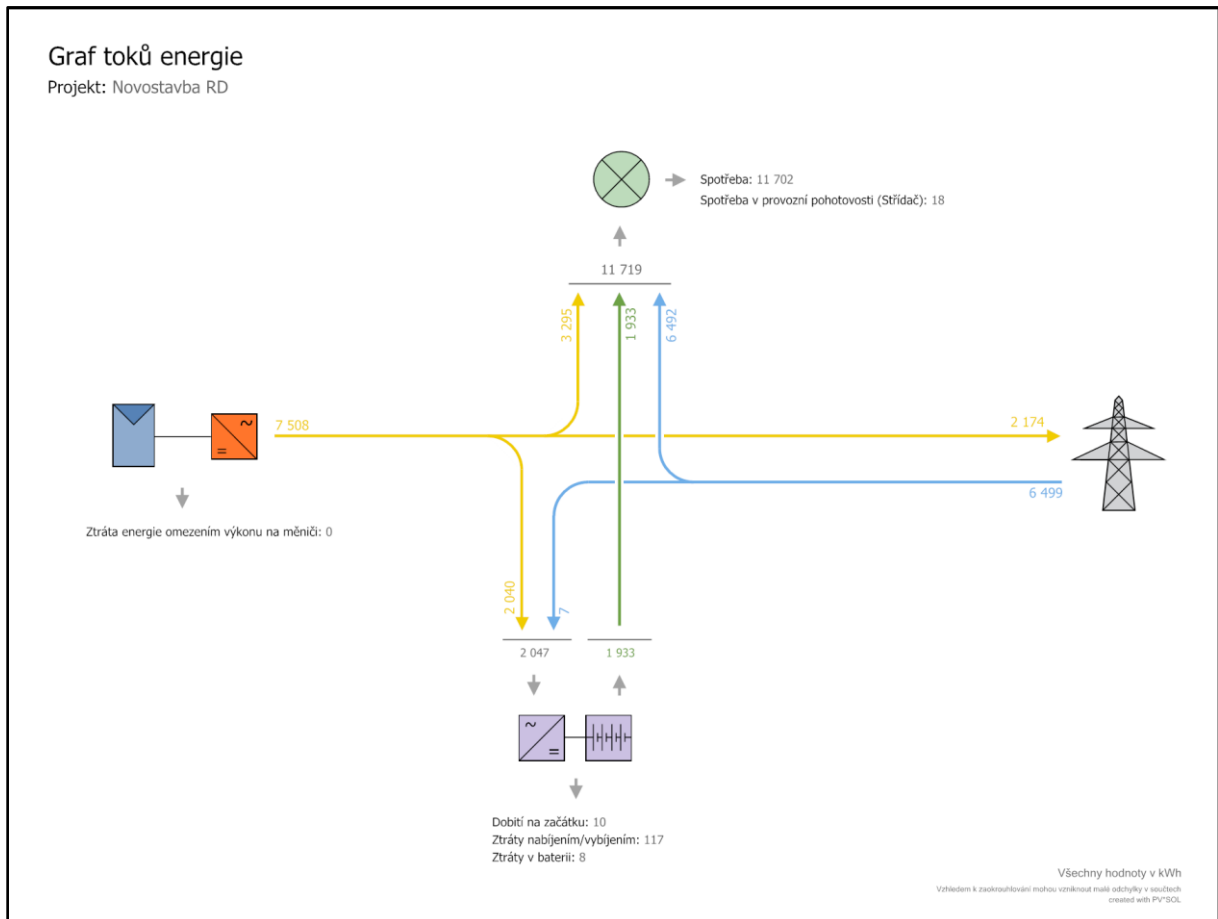 Graf toků energie
Projekt: Novostavba RD
Spotřeba: 11 702
Spotřeba v provozní pohotovosti (Střídač): 18
11 719
3 295
1 933
6 492
7 508
2 174
6 499
Ztráta energie omezením výkonu na měniči: 0
2 040
7
2 047
1 933
Dobití na začátku: 10
Ztráty nabíjením/vybíjením: 117
Ztráty v baterii: 8
Všechny hodnoty v kWh
Vzhledem k zaokrouhlování mohou vzniknout malé odchylky v součtech
created with PV*SOL